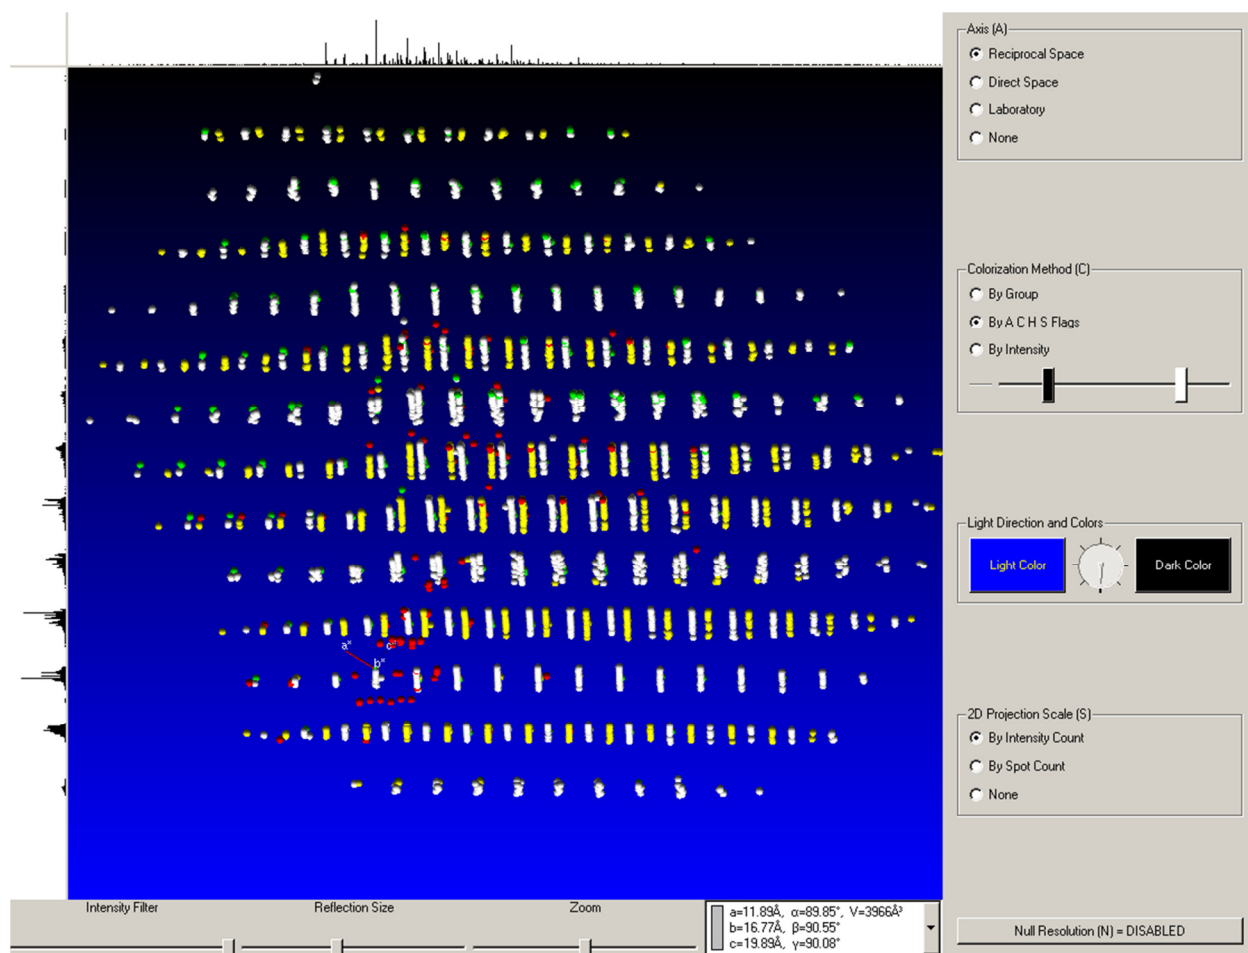 Axis (A)
Reciprocal Space
Direct Space
Laboratory
None
Colorization Method (C)
By Group
By A C H S Flags
By Intensity
Light Direction and Colors
Light Color
Dark Color
a* c*
b*
2D Projection Scale (S)
By Intensity Count
By Spot Count
None
Intensity Filter
Reflection Size
Zoom
a=11.89Å, α=89.85°, V=3966Å³
b=16.77Å, β=90.55°
c=19.89Å, γ=90.08°
Null Resolution (N) = DISABLED